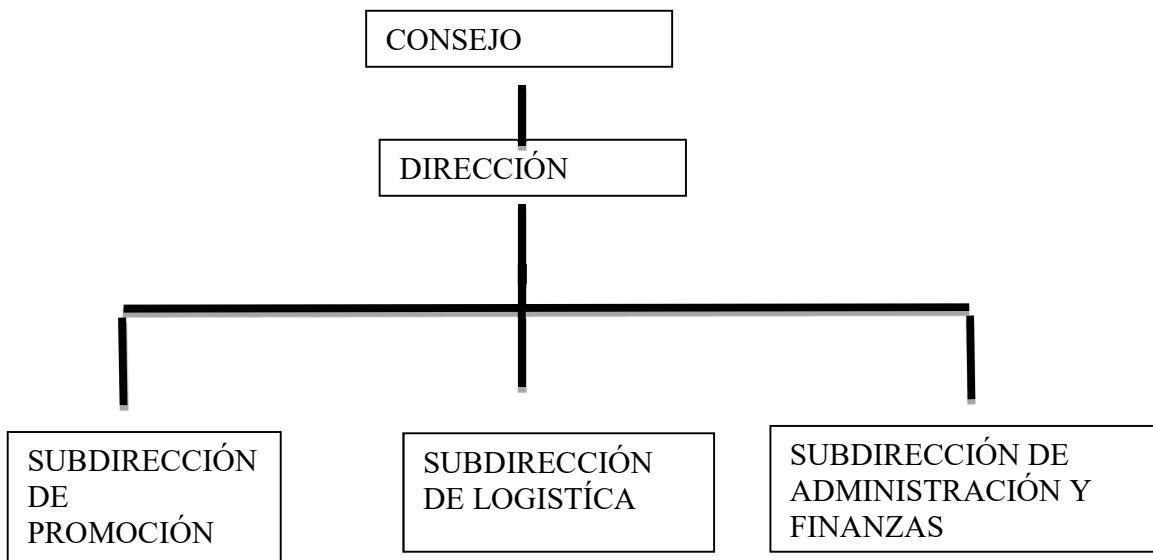 CONSEJO
DIRECCIÓN
SUBDIRECCIÓN
DE
PROMOCIÓN
SUBDIRECCIÓN
DE LOGISTÍCA
SUBDIRECCIÓN DE
ADMINISTRACIÓN Y
FINANZAS